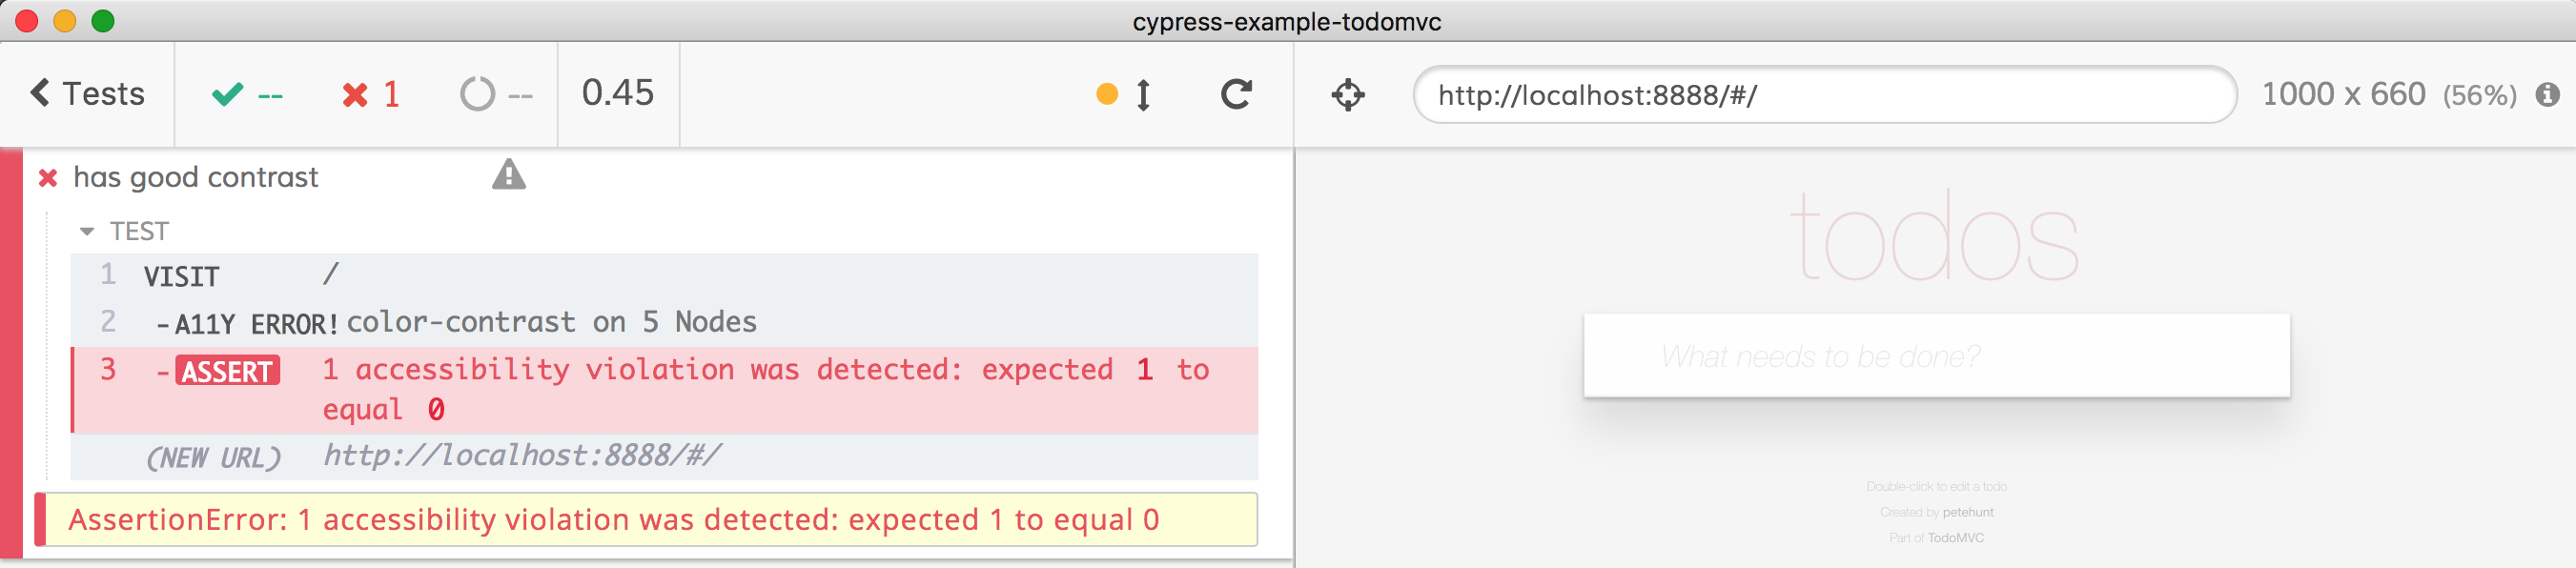 cypress-example-todomvc
Tests -- 1 -- 0.45 http://localhost:8888/#/ 1000 x 660 (56%)
has good contrast
TEST
1 VISIT /
2 -A11Y ERROR! color-contrast on 5 Nodes
3 -ASSERT 1 accessibility violation was detected: expected 1 to
equal 0
(NEW URL) http://localhost:8888/#/
AssertionError: 1 accessibility violation was detected: expected 1 to equal 0
todos
What needs to be done?
Double-click to edit a todo
Created by petehunt
Part of TodoMVC